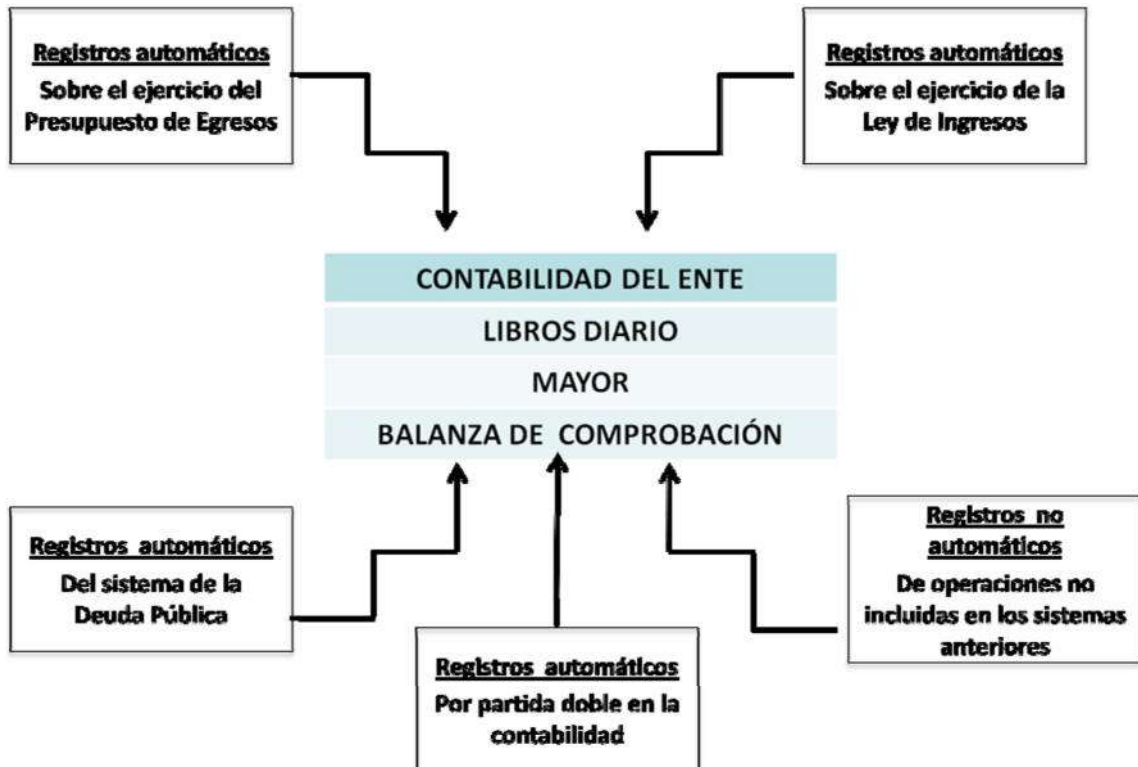 Registros automáticos
Sobre el ejercicio del
Presupuesto de Egresos
Registros automáticos
Sobre el ejercicio de la
Ley de Ingresos
CONTABILIDAD DEL ENTE
LIBROS DIARIO
MAYOR
BALANZA DE COMPROBACIÓN
Registros automáticos
Del sistema de la
Deuda Pública
Registros automáticos
Por partida doble en la
contabilidad
Registros no
automáticos
De operaciones no
incluidas en los sistemas
anteriores